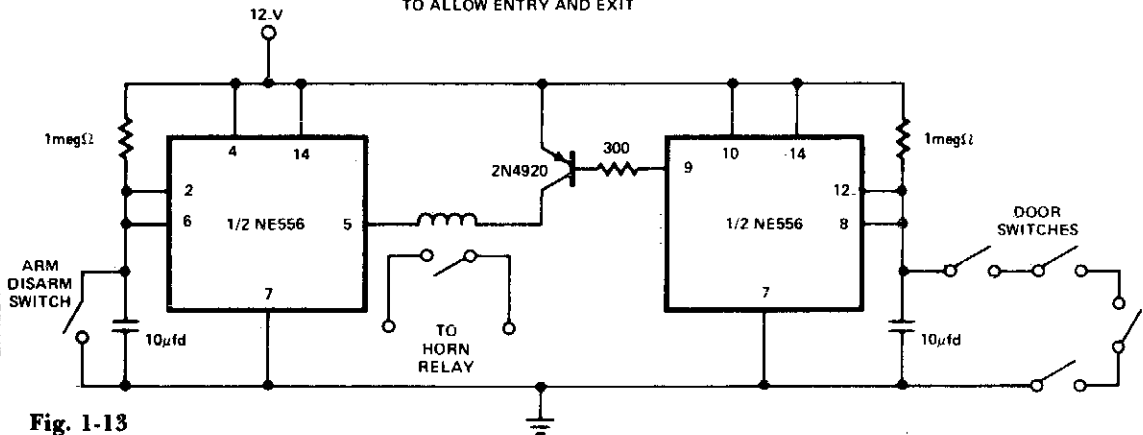 TO ALLOW ENTRY AND EXIT
12-V
1megΩ
4
14
2
6
1/2 NE556
5
7
2N4920
300
9
10
14
12
8
1/2 NE556
7
1megΩ
DOOR
SWITCHES
ARM
DISARM
SWITCH
10μfd
TO
HORN
RELAY
10μfd
Fig. 1-13